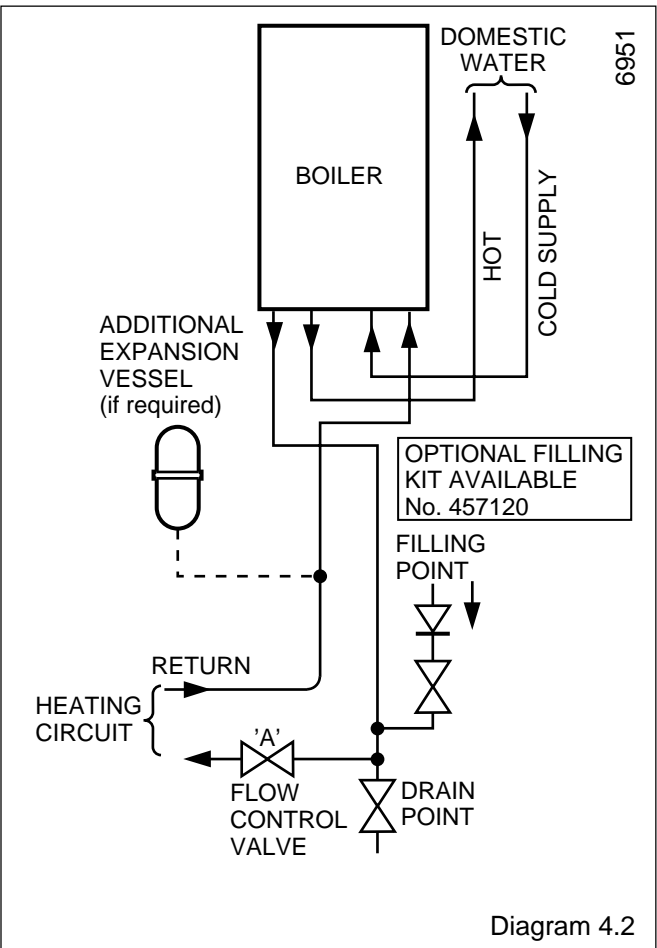 DOMESTIC
WATER
6951
BOILER
HOT
COLD SUPPLY
ADDITIONAL
EXPANSION
VESSEL
(if required)
OPTIONAL FILLING
KIT AVAILABLE
No. 457120
FILLING
POINT
RETURN
HEATING
CIRCUIT
'A'
FLOW
CONTROL
VALVE
DRAIN
POINT
Diagram 4.2